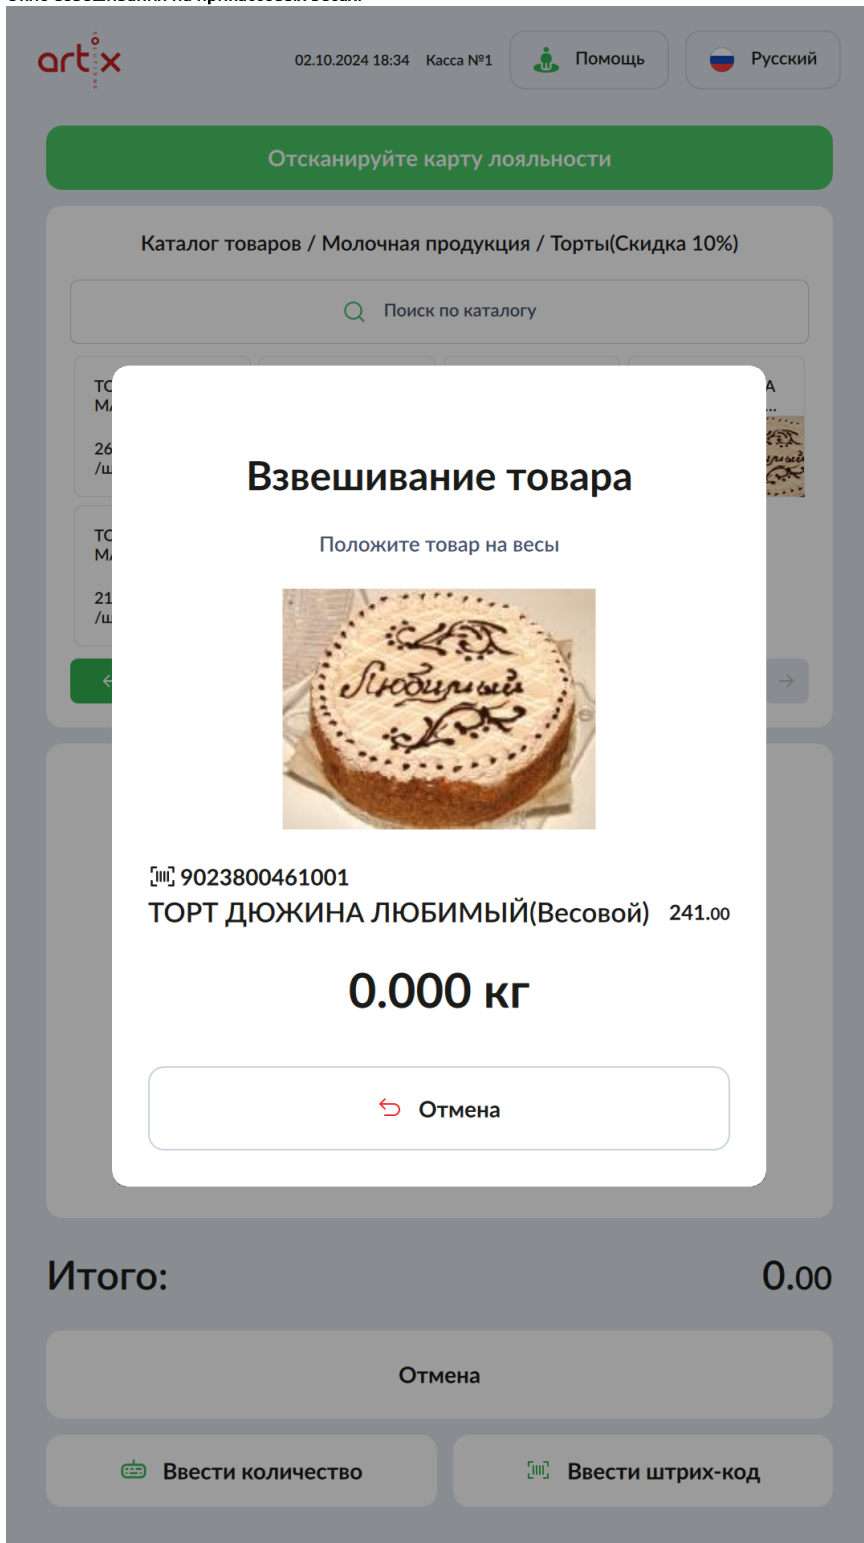 artix
SOLUTIONS
02.10.2024 18:34 Касса №1 Помощь Русский
Отсканируйте карту лояльности
Каталог товаров / Молочная продукция / Торты(Скидка 10%)
Поиск по каталогу
Взвешивание товара
Положите товар на весы
Любимый
9023800461001
ТОРТ ДЮЖИНА ЛЮБИМЫЙ(Весовой) 241.00
0.000 кг
Отмена
Итого: 0.00
Отмена
Ввести количество Ввести штрих-код